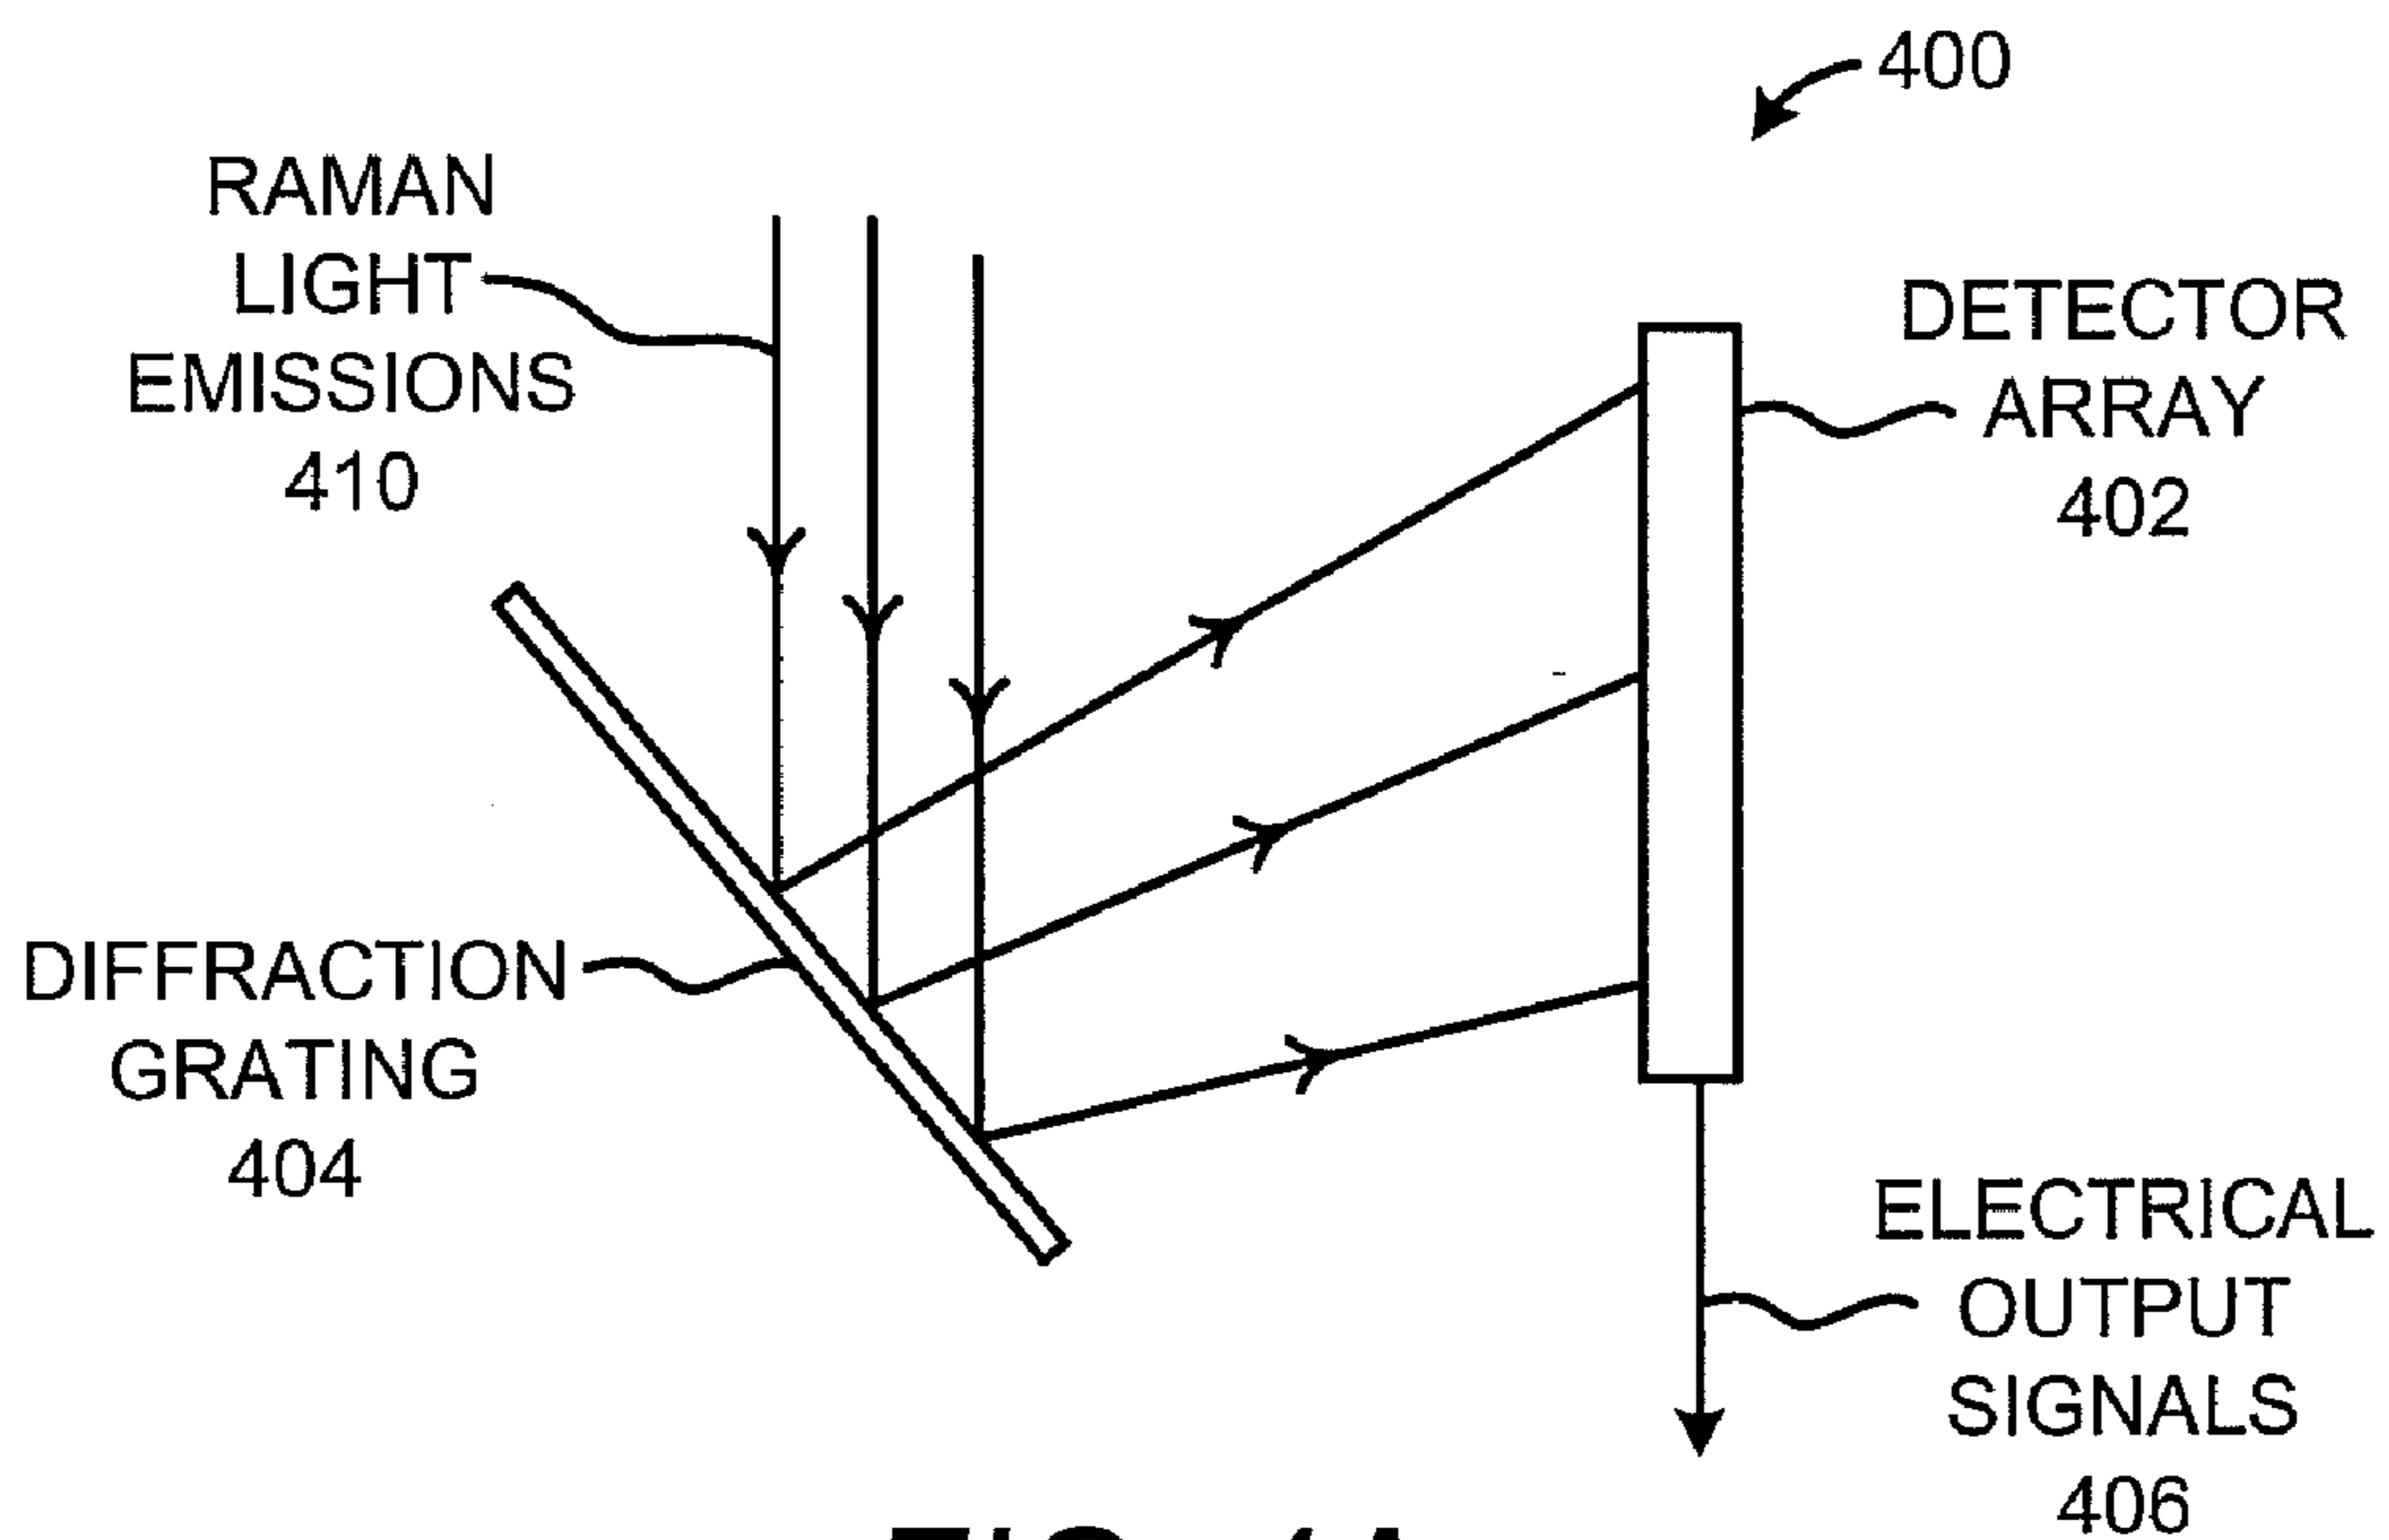 400
RAMAN
LIGHT
EMISSIONS
410
DETECTOR
ARRAY
402
DIFFRACTION
GRATING
404
ELECTRICAL
OUTPUT
SIGNALS
406